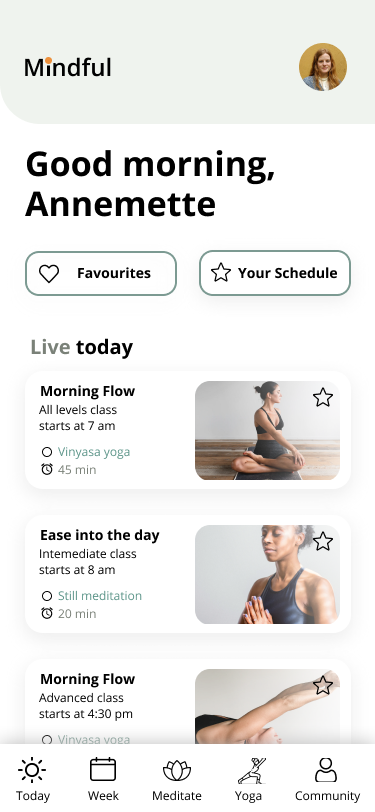 Mindful
Good morning,
Annemette
Favourites
Your Schedule
Live today
Morning Flow
All levels class
starts at 7 am
Vinyasa yoga
45 min
Ease into the day
Intemediate class
starts at 8 am
Still meditation
20 min
Morning Flow
Advanced class
starts at 4:30 pm
Vinyasa yoga
Today
Week
Meditate
Yoga
Community